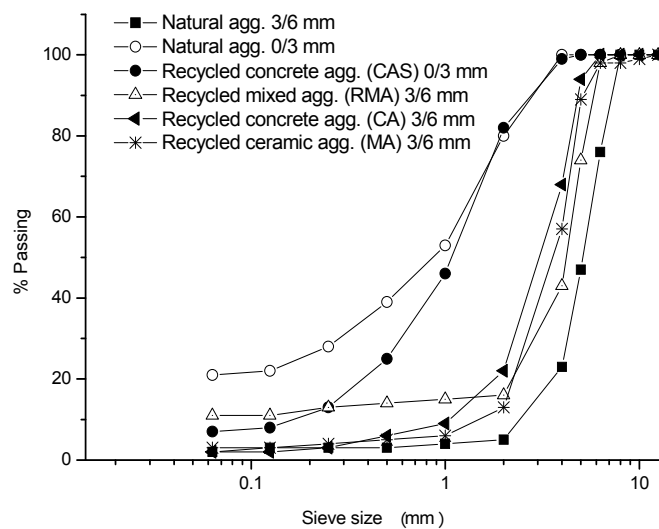 Natural agg. 3/6 mm
Natural agg. 0/3 mm
Recycled concrete agg. (CAS) 0/3 mm
Recycled mixed agg. (RMA) 3/6 mm
Recycled concrete agg. (CA) 3/6 mm
Recycled ceramic agg. (MA) 3/6 mm
100
80
60
40
20
0
% Passing
0.1 1 10
Sieve size (mm)